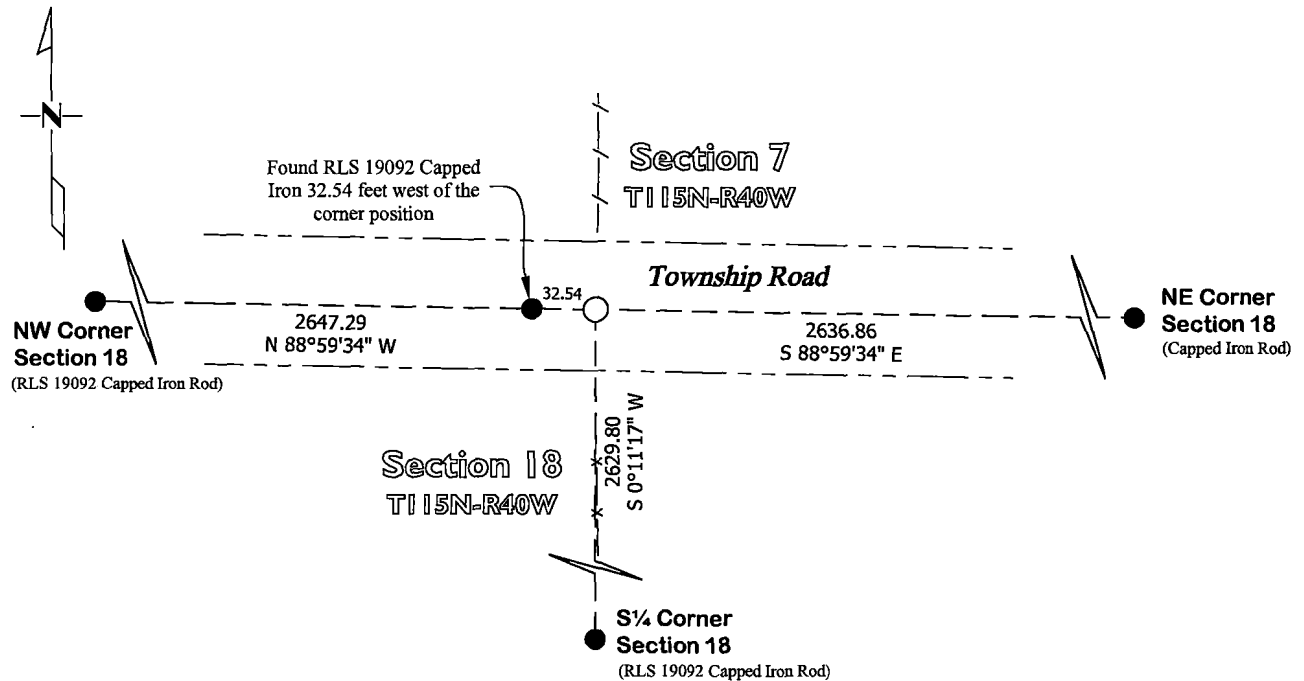 N
Section 7
T115N-R40W
Found RLS 19092 Capped
Iron 32.54 feet west of the
corner position
Township Road
32.54
NW Corner
Section 18
(RLS 19092 Capped Iron Rod)
2647.29
N 88°59'34" W
2636.86
S 88°59'34" E
NE Corner
Section 18
(Capped Iron Rod)
2629.80
S 0°11'17" W
Section 18
T115N-R40W
S¼ Corner
Section 18
(RLS 19092 Capped Iron Rod)